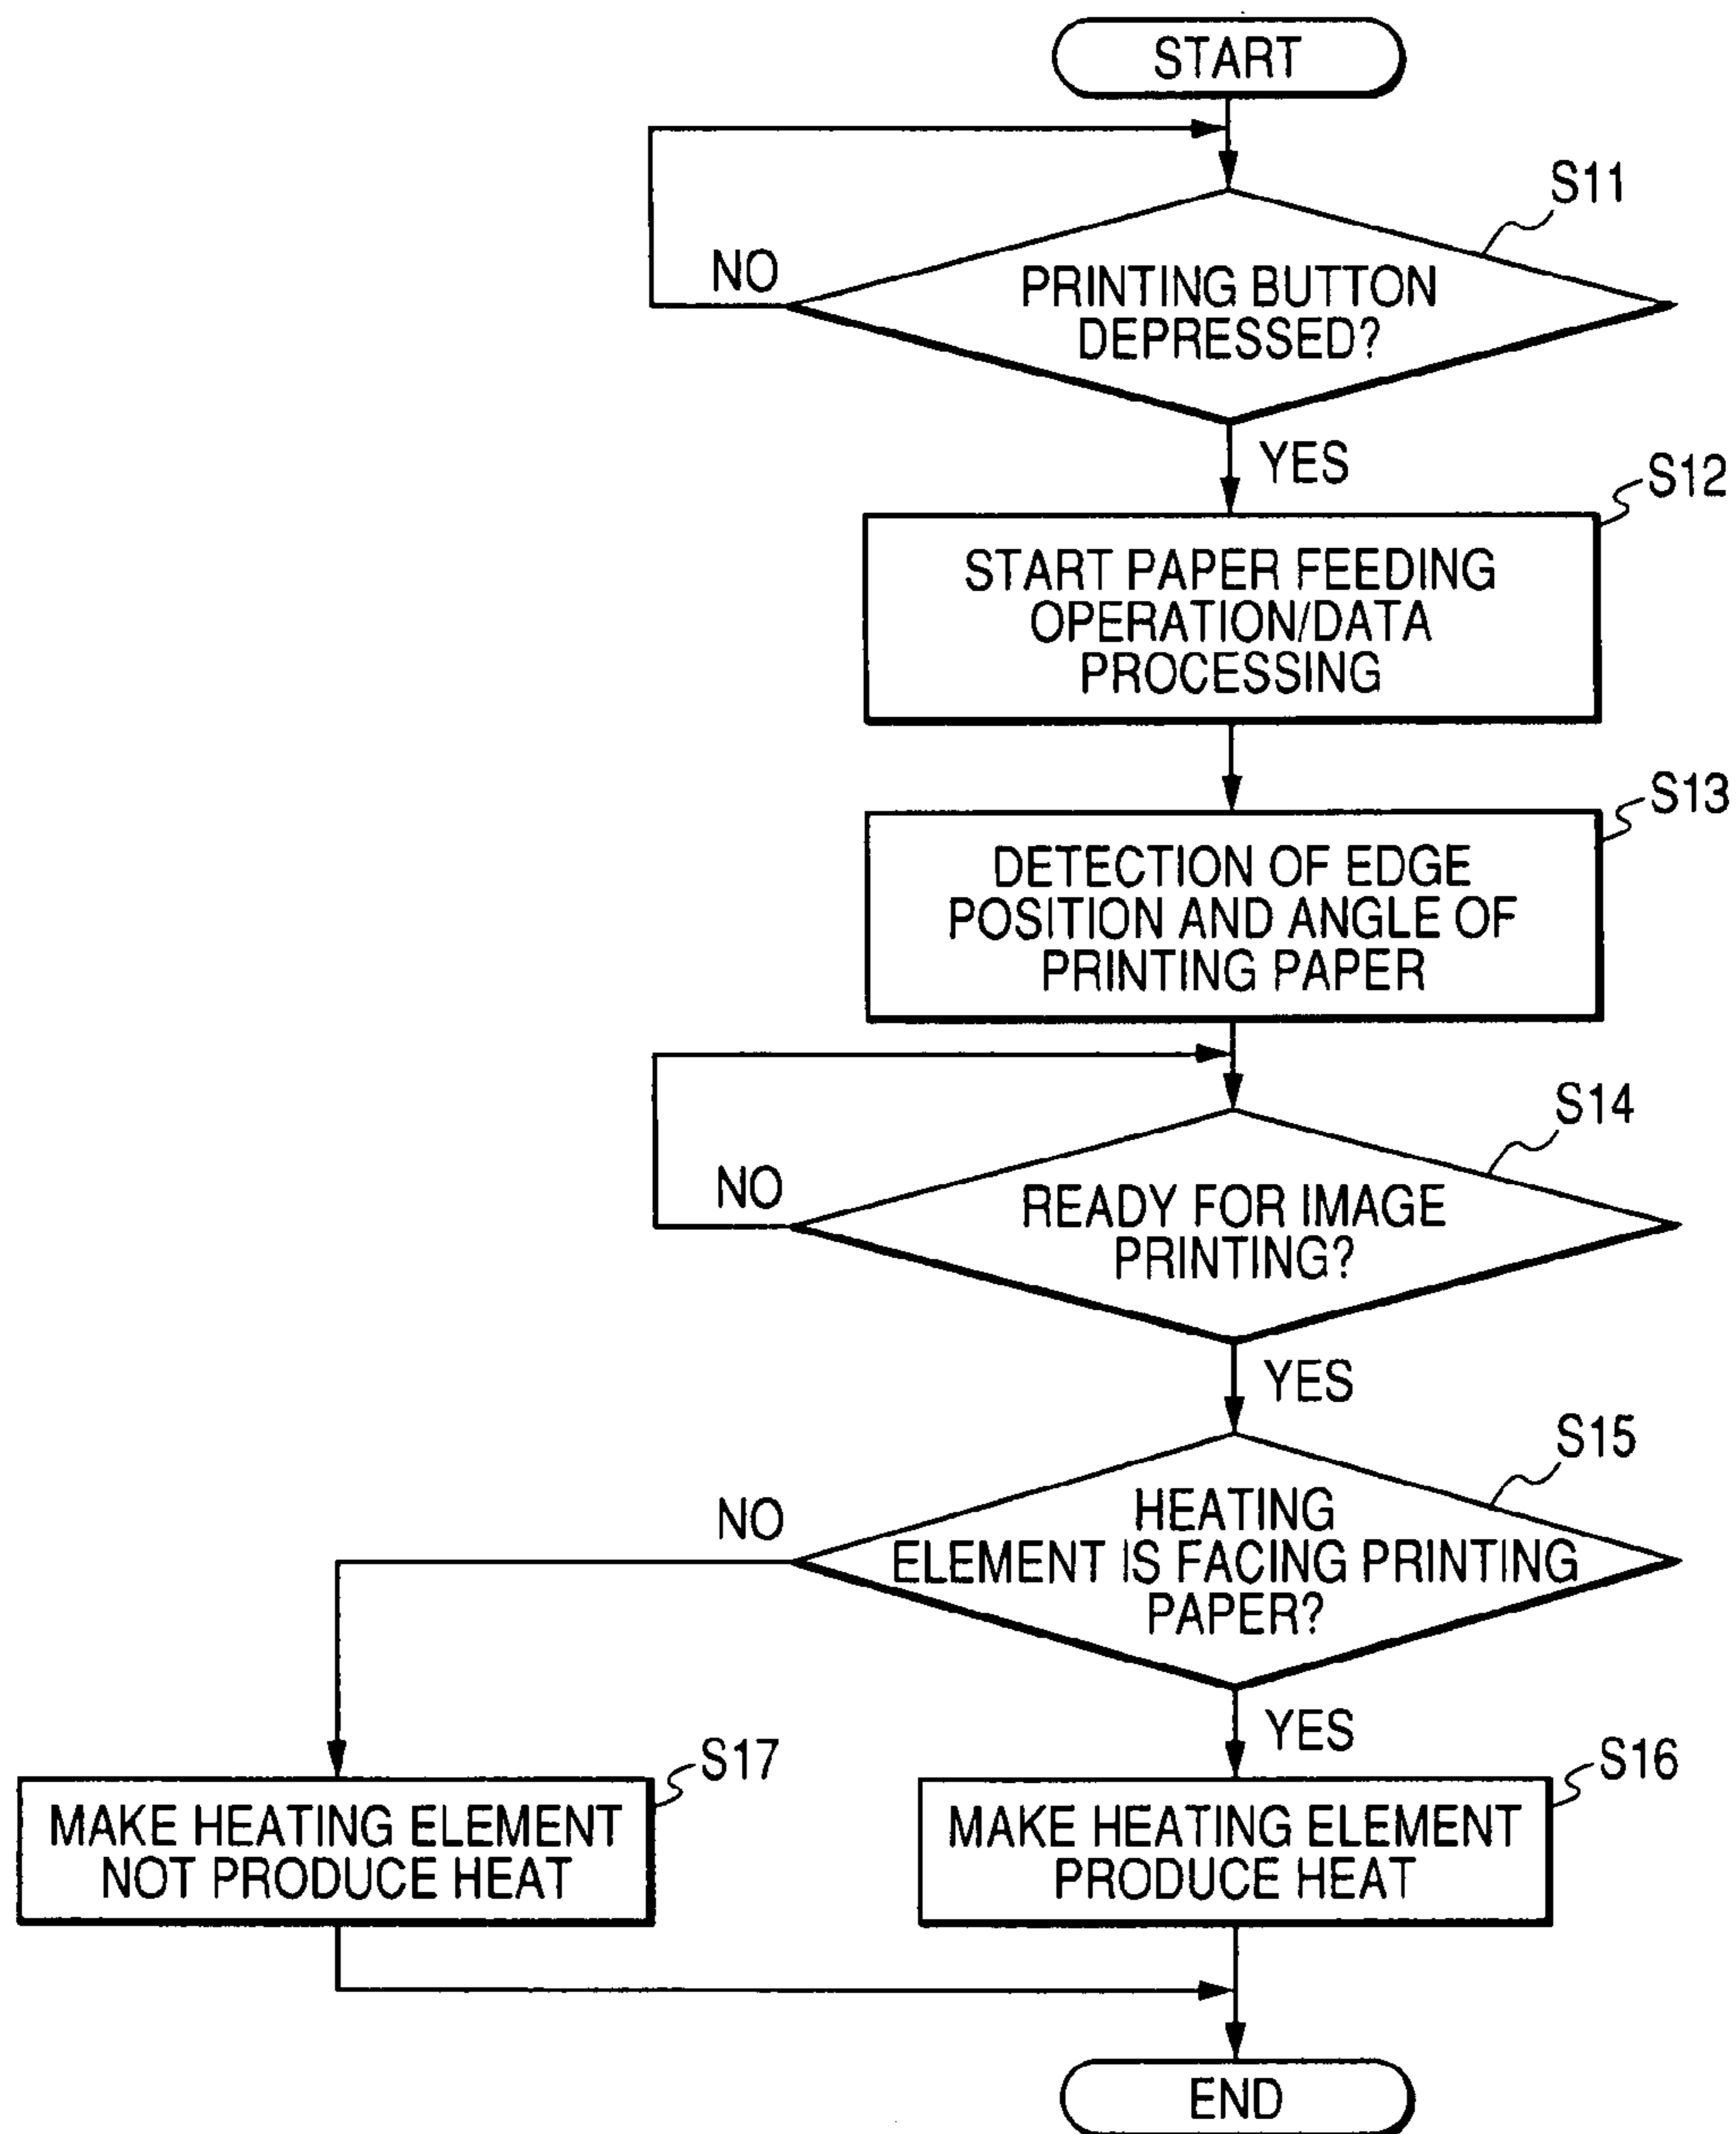 START
S11
NO
PRINTING BUTTON
DEPRESSED?
YES
S12
START PAPER FEEDING
OPERATION/DATA
PROCESSING
S13
DETECTION OF EDGE
POSITION AND ANGLE OF
PRINTING PAPER
S14
NO
READY FOR IMAGE
PRINTING?
YES
S15
NO
HEATING
ELEMENT IS FACING PRINTING
PAPER?
YES
S17
S16
MAKE HEATING ELEMENT
NOT PRODUCE HEAT
MAKE HEATING ELEMENT
PRODUCE HEAT
END